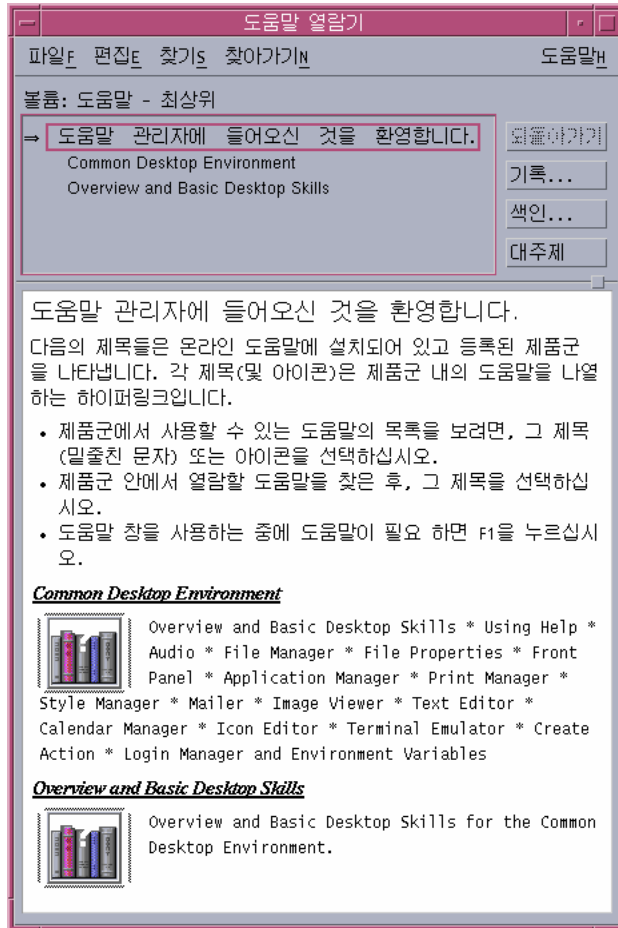 도움말 열람기
파일F 편집E 찾기S 찾아가기N 도움말H
볼륨: 도움말 - 최상위
⇒ 도움말 관리자에 들어오신 것을 환영합니다.
Common Desktop Environment
Overview and Basic Desktop Skills
되돌아가기
기록...
색인...
대주제
도움말 관리자에 들어오신 것을 환영합니다.
다음의 제목들은 온라인 도움말에 설치되어 있고 등록된 제품군
을 나타냅니다. 각 제목(및 아이콘)은 제품군 내의 도움말을 나열
하는 하이퍼링크입니다.
• 제품군에서 사용할 수 있는 도움말의 목록을 보려면, 그 제목
(밑줄친 문자) 또는 아이콘을 선택하십시오.
• 제품군 안에서 열람할 도움말을 찾은 후, 그 제목을 선택하십
시오.
• 도움말 창을 사용하는 중에 도움말이 필요 하면 F1을 누르십시
오.
Common Desktop Environment
Overview and Basic Desktop Skills * Using Help *
Audio * File Manager * File Properties * Front
Panel * Application Manager * Print Manager *
Style Manager * Mailer * Image Viewer * Text Editor *
Calendar Manager * Icon Editor * Terminal Emulator * Create
Action * Login Manager and Environment Variables
Overview and Basic Desktop Skills
Overview and Basic Desktop Skills for the Common
Desktop Environment.